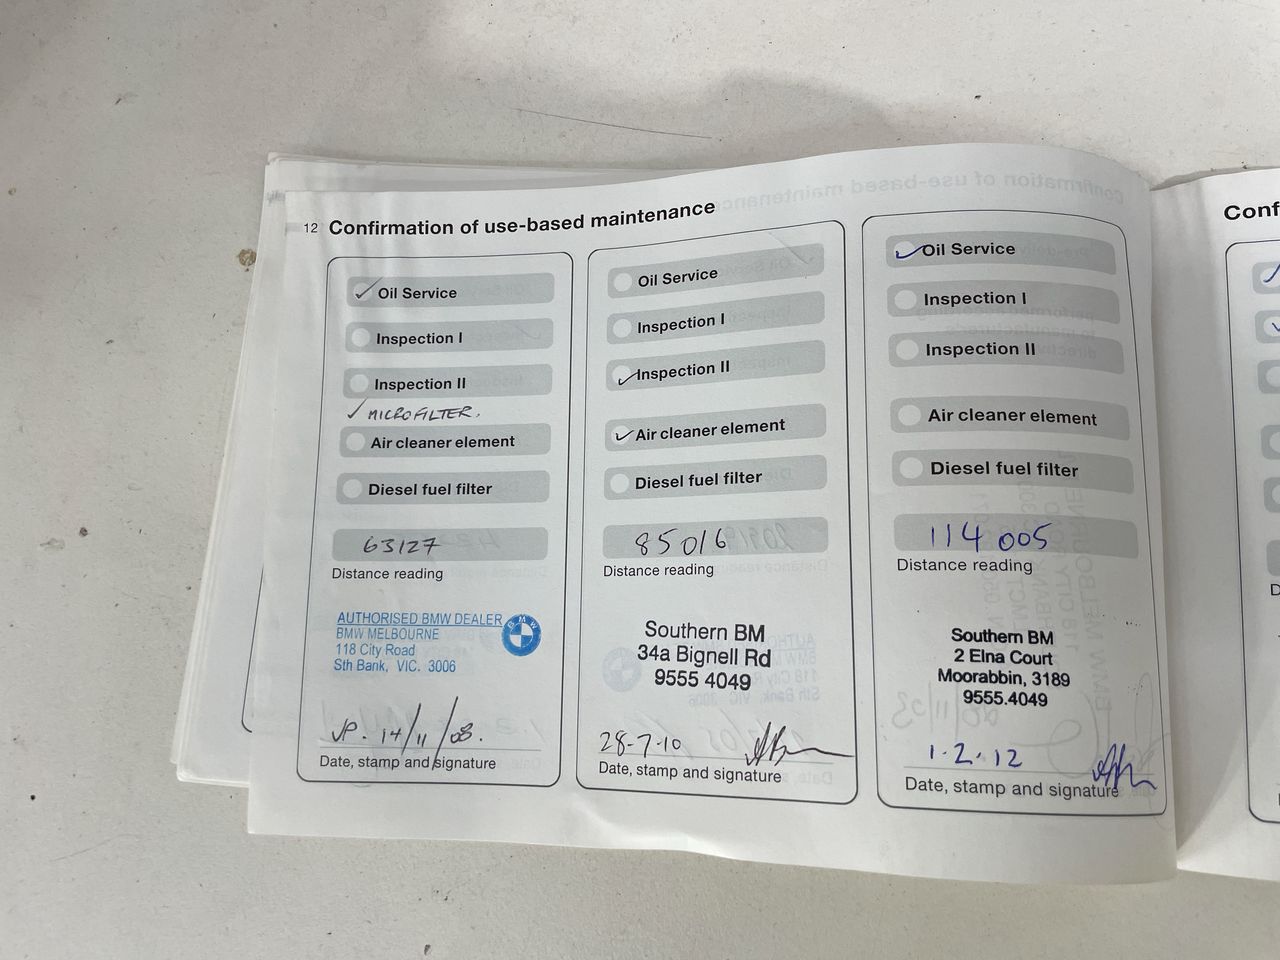 12 Confirmation of use-based maintenance
✓ Oil Service
Inspection I
Inspection II
✓ MICROFILTER.
Air cleaner element
Diesel fuel filter
63127
Distance reading
AUTHORISED BMW DEALER
BMW MELBOURNE
118 City Road
Sth Bank, VIC. 3006
BMW
JP. 14/11/08.
Date, stamp and signature
Oil Service
Inspection I
✓ Inspection II
✓ Air cleaner element
Diesel fuel filter
85016
Distance reading
Southern BM
34a Bignell Rd
9555 4049
28-7-10
Date, stamp and signature
✓ Oil Service
Inspection I
Inspection II
Air cleaner element
Diesel fuel filter
114 005
Distance reading
Southern BM
2 Elna Court
Moorabbin, 3189
9555.4049
1.2.12
Date, stamp and signature
Conf
D